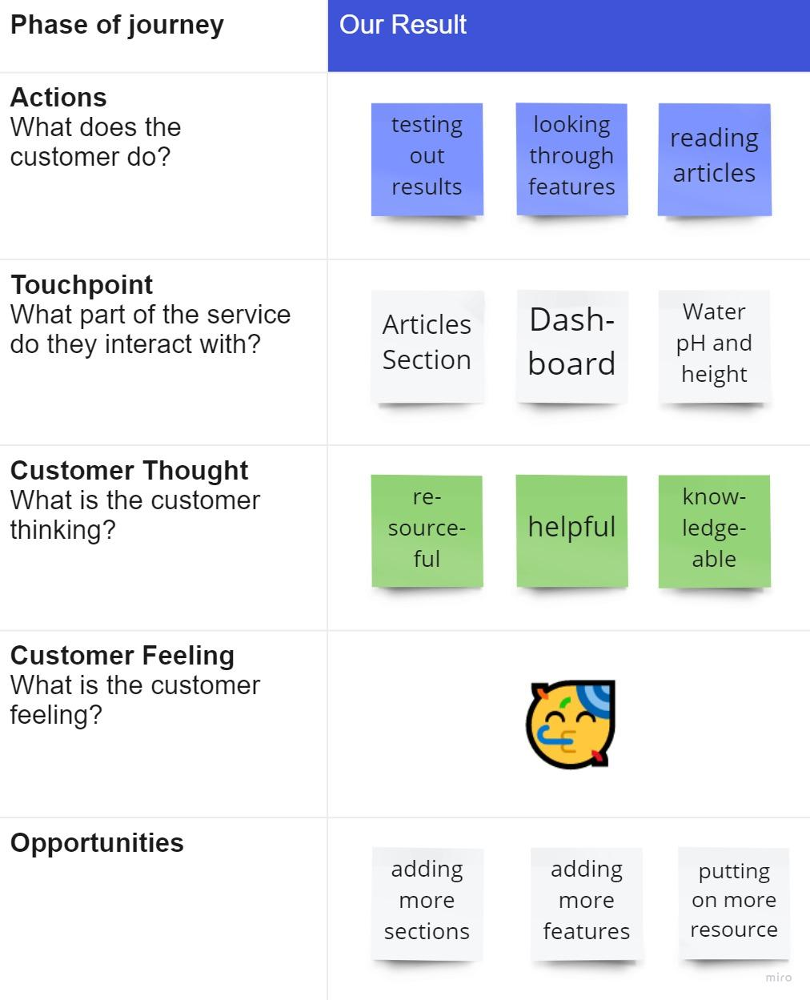 Phase of journey
Our Result
Actions
What does the
customer do?
testing
out
results
looking
through
features
reading
articles
Touchpoint
What part of the service
do they interact with?
Articles
Section
Dash-
board
Water
pH and
height
Customer Thought
What is the customer
thinking?
re-
source-
ful
helpful
know-
ledge-
able
Customer Feeling
What is the customer
feeling?
Opportunities
adding
more
sections
adding
more
features
putting
on more
resource
miro